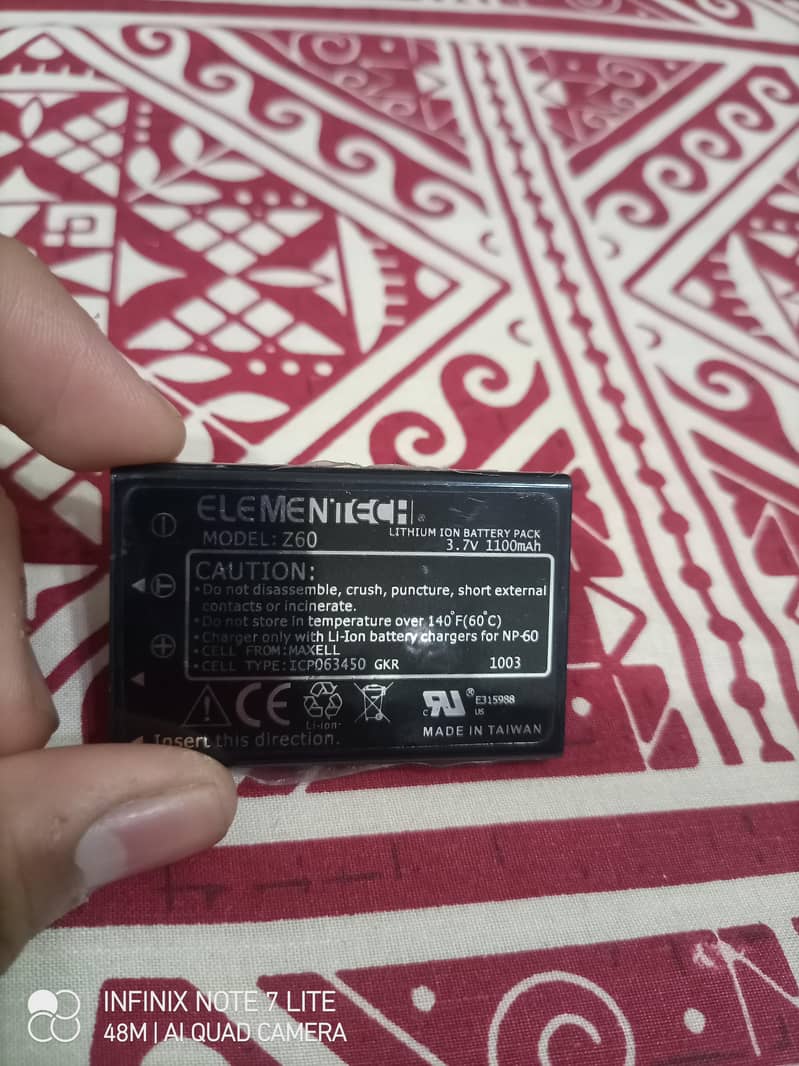 ELEMENTECH ®
MODEL: Z60
LITHIUM ION BATTERY PACK
3.7V 1100mAh
CAUTION:
• Do not disassemble, crush, puncture, short external
contacts or incinerate.
• Do not store in temperature over 140°F(60°C)
• Charger only with Li-Ion battery chargers for NP-60
• CELL FROM:MAXELL
• CELL TYPE:ICP063450 GKR 1003
CE
Li-ion
c RU ® us
E315988
MADE IN TAIWAN
Insert this direction.
INFINIX NOTE 7 LITE
48M | AI QUAD CAMERA